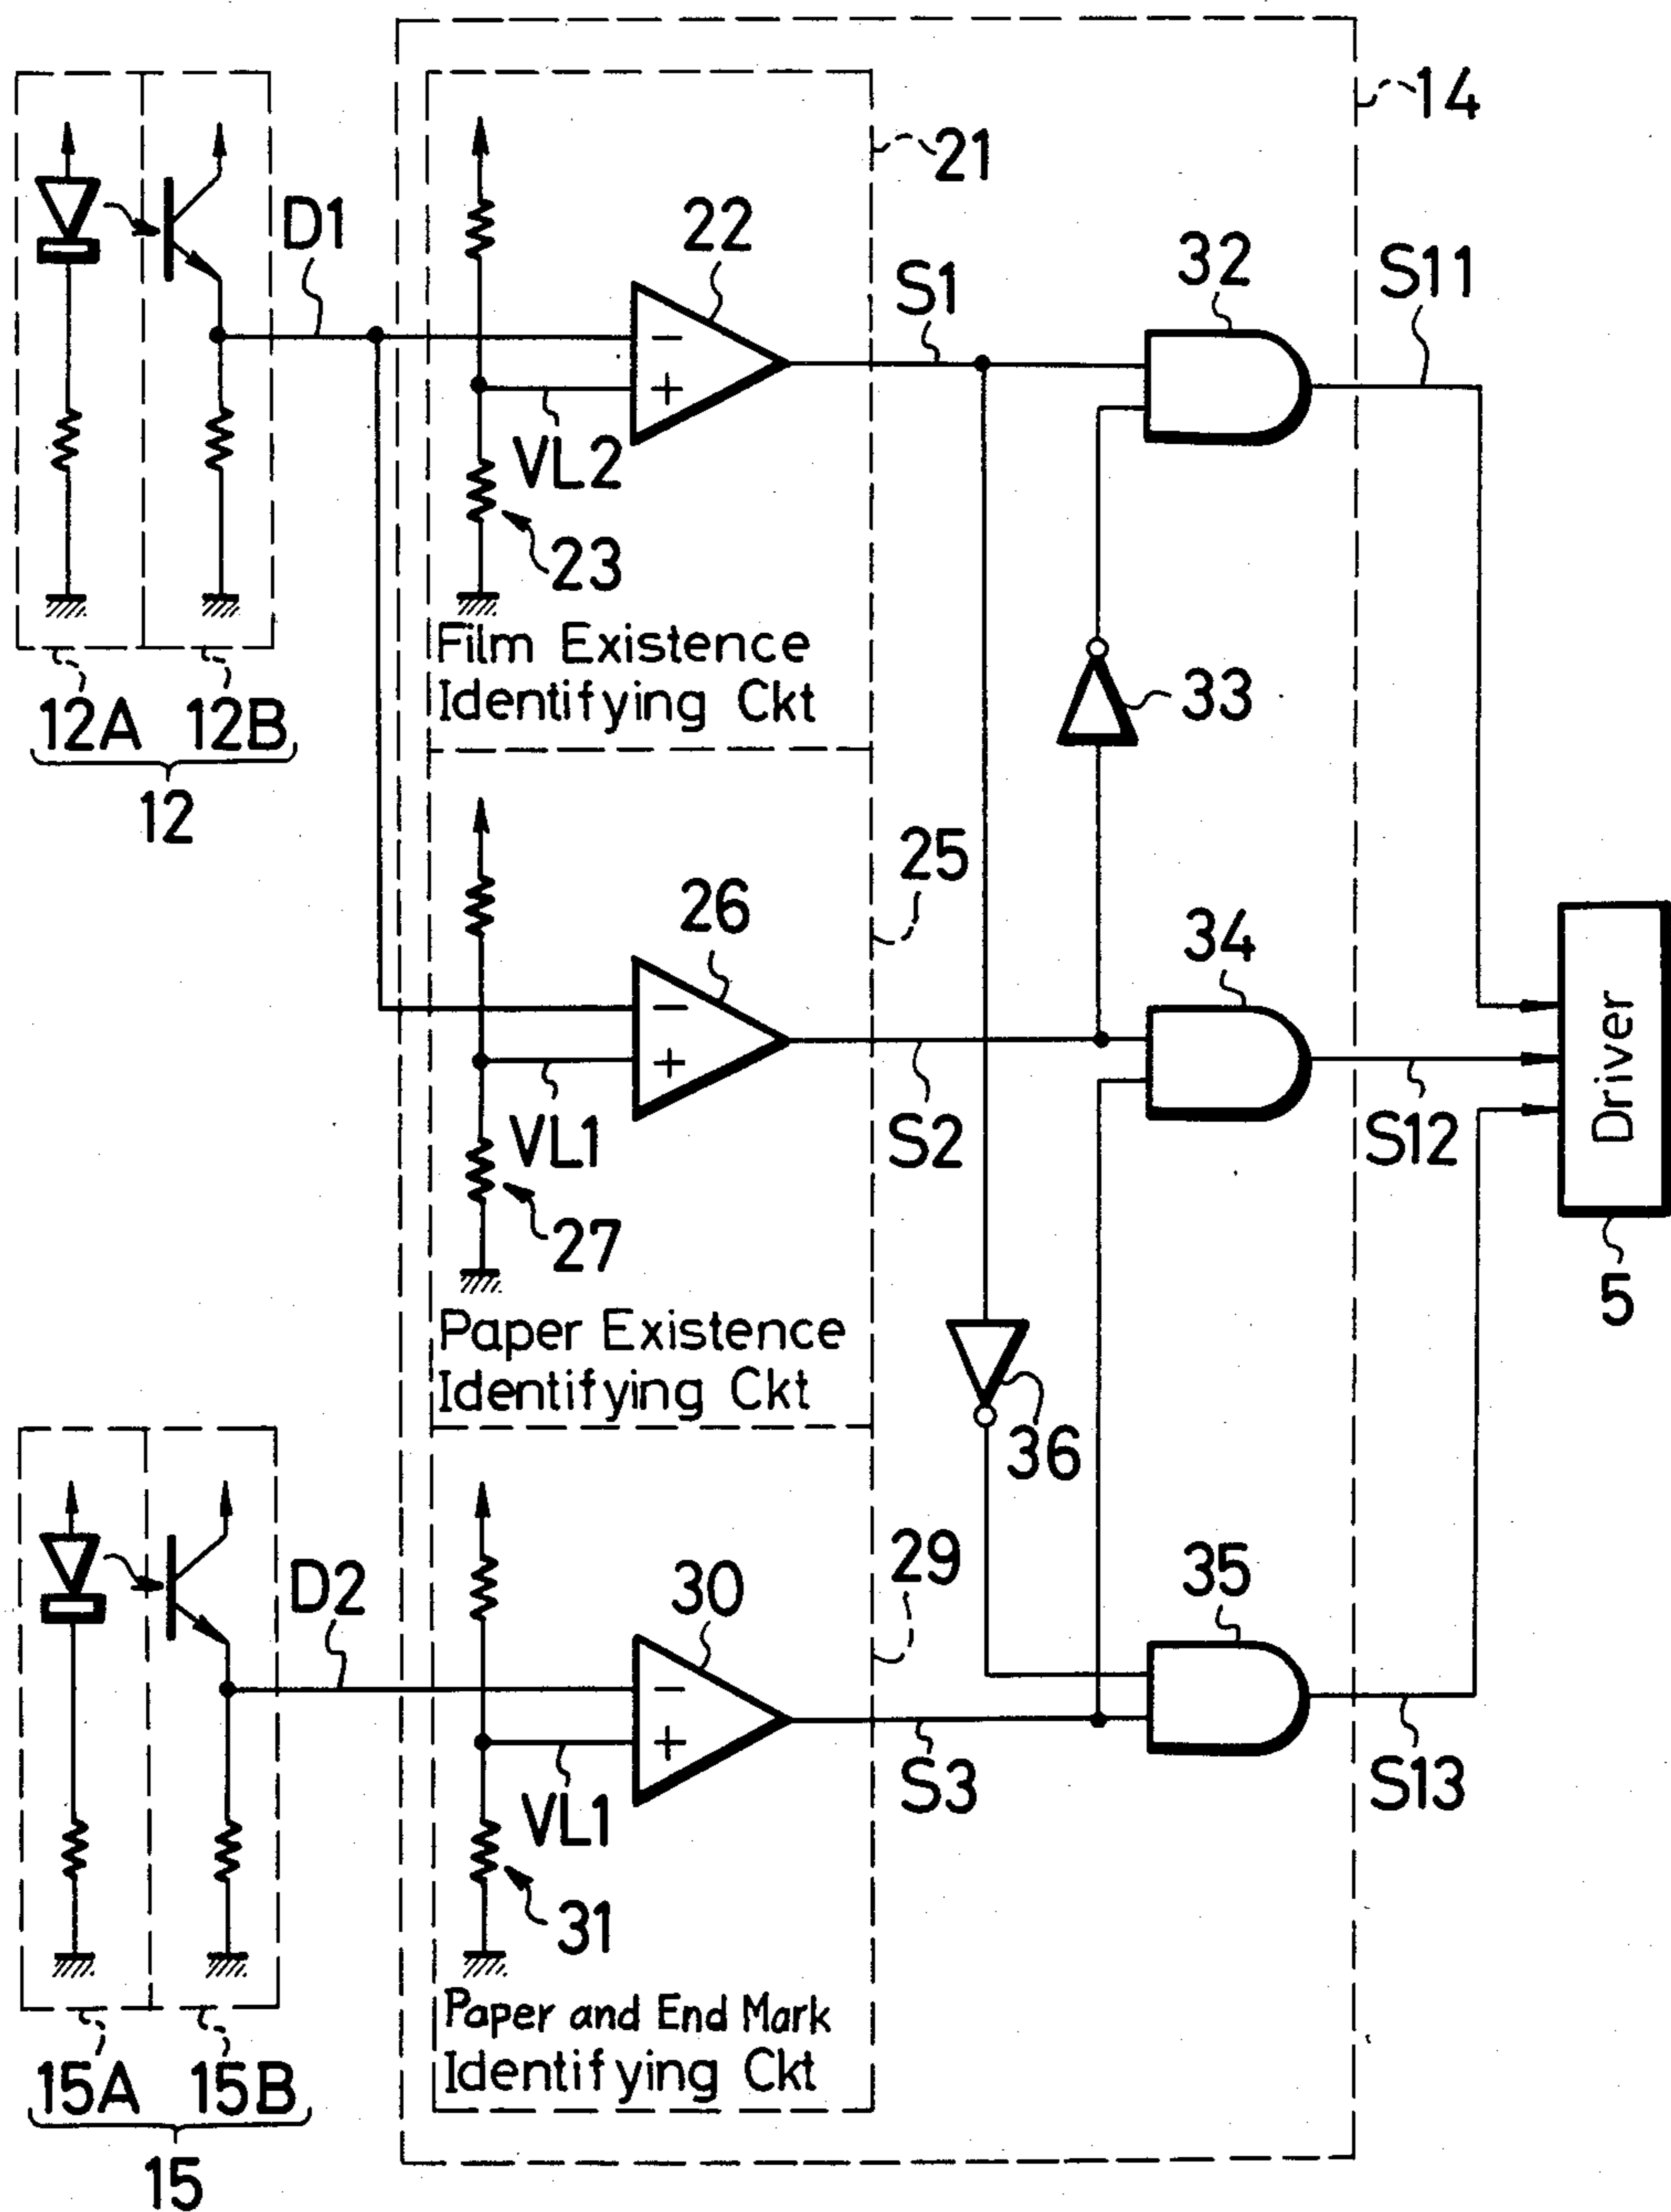 14
21
D1
22
S1
32
S11
−
+
VL2
23
Film Existence
Identifying Ckt
12A 12B
12
33
25
26
34
−
+
VL1
S2
S12
Driver
5
27
Paper Existence
Identifying Ckt
36
29
D2
30
35
−
+
VL1
S3
S13
31
Paper and End Mark
Identifying Ckt
15A 15B
15